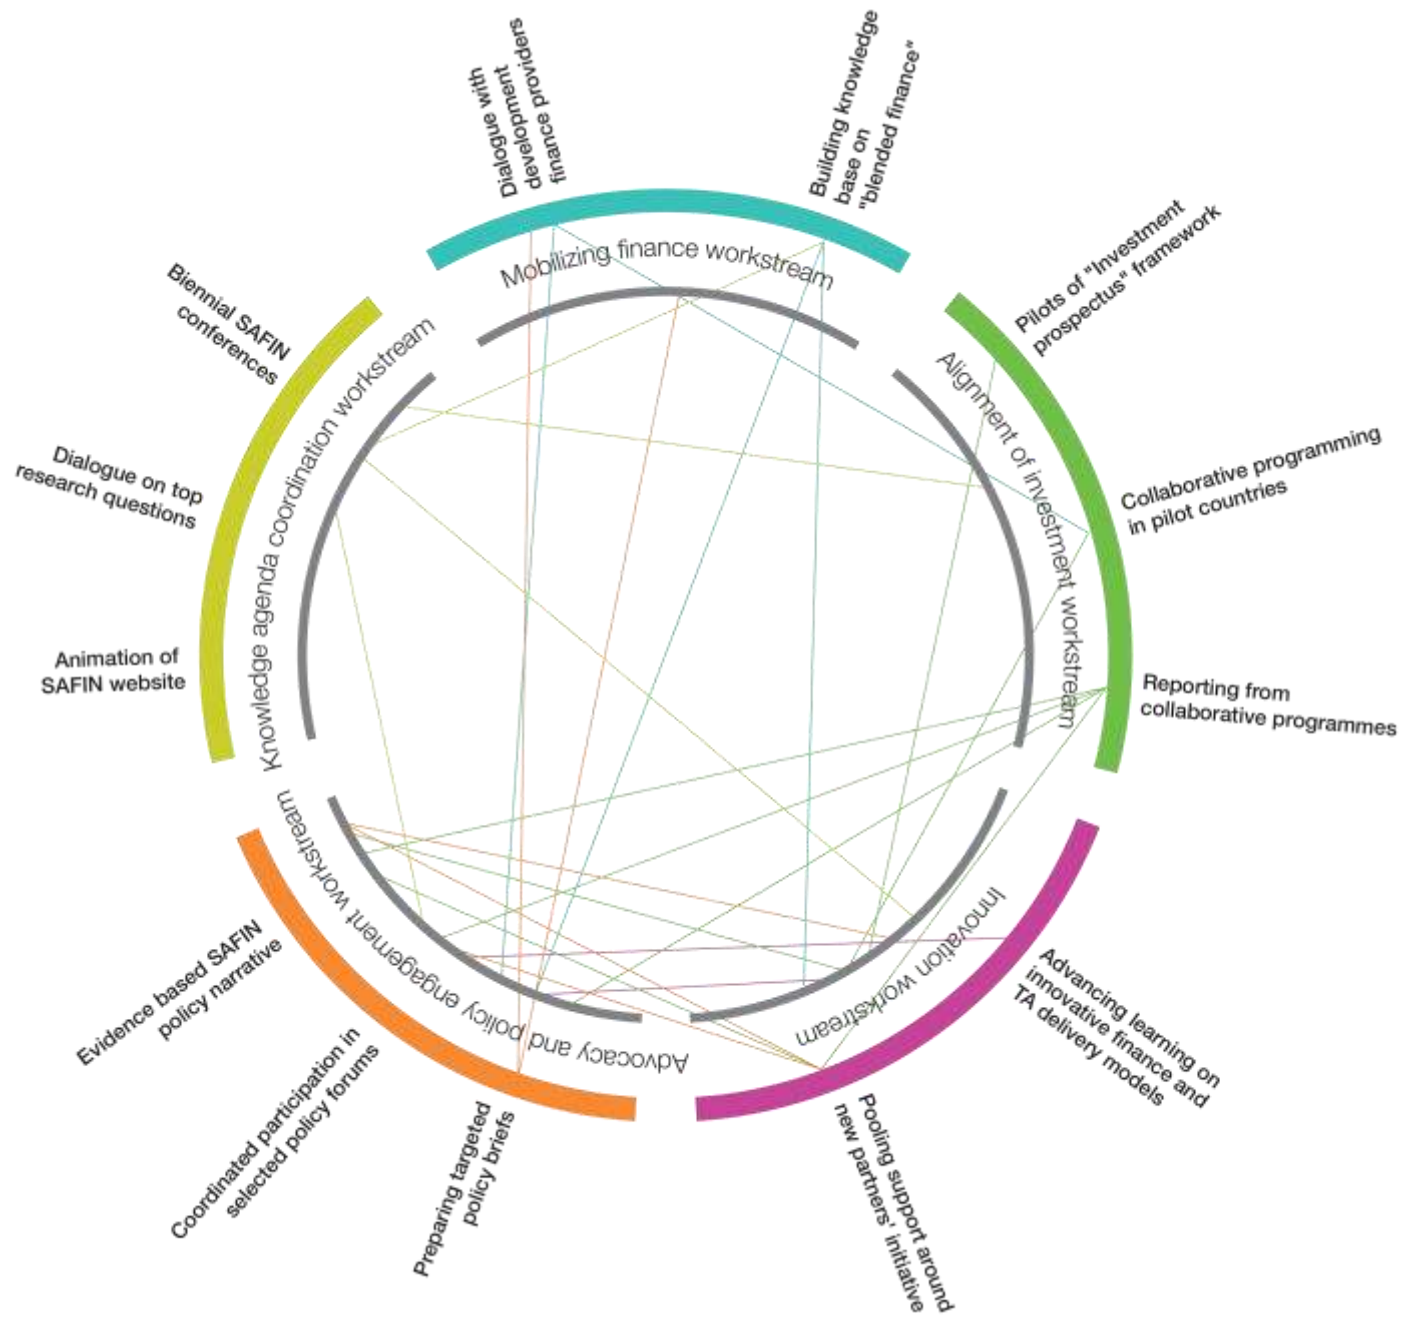 Dialogue with
development
finance providers
Building knowledge
base on
"blended finance"
Mobilizing finance workstream
Pilots of "Investment
prospectus" framework
Collaborative programming
in pilot countries
Reporting from
collaborative programmes
Alignment of investment workstream
Advancing learning on
innovative finance and
TA delivery models
Pooling support around
new partners' initiative
Innovation workstream
Preparing targeted
policy briefs
Coordinated participation in
selected policy forums
Evidence based SAFIN
policy narrative
Advocacy and policy engagement workstream
Animation of
SAFIN website
Dialogue on top
research questions
Biennial SAFIN
conferences
Knowledge agenda coordination workstream